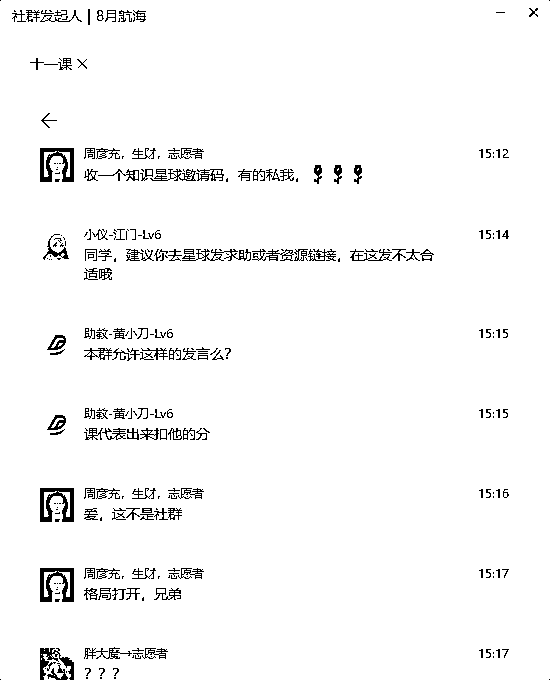 社群发起人 | 8月航海
十一课 ×
周彦充，生财，志愿者 15:12
收一个知识星球邀请码，有的私我，🌹🌹🌹
小仪-江门-Lv6 15:14
同学，建议你去星球发求助或者资源链接，在这发不太合
适哦
助教-黄小刀-Lv6 15:15
本群允许这样的发言么？
助教-黄小刀-Lv6 15:15
课代表出来扣他的分
周彦充，生财，志愿者 15:16
爱，这不是社群
周彦充，生财，志愿者 15:17
格局打开，兄弟
胖大魔→志愿者 15:17
？？？